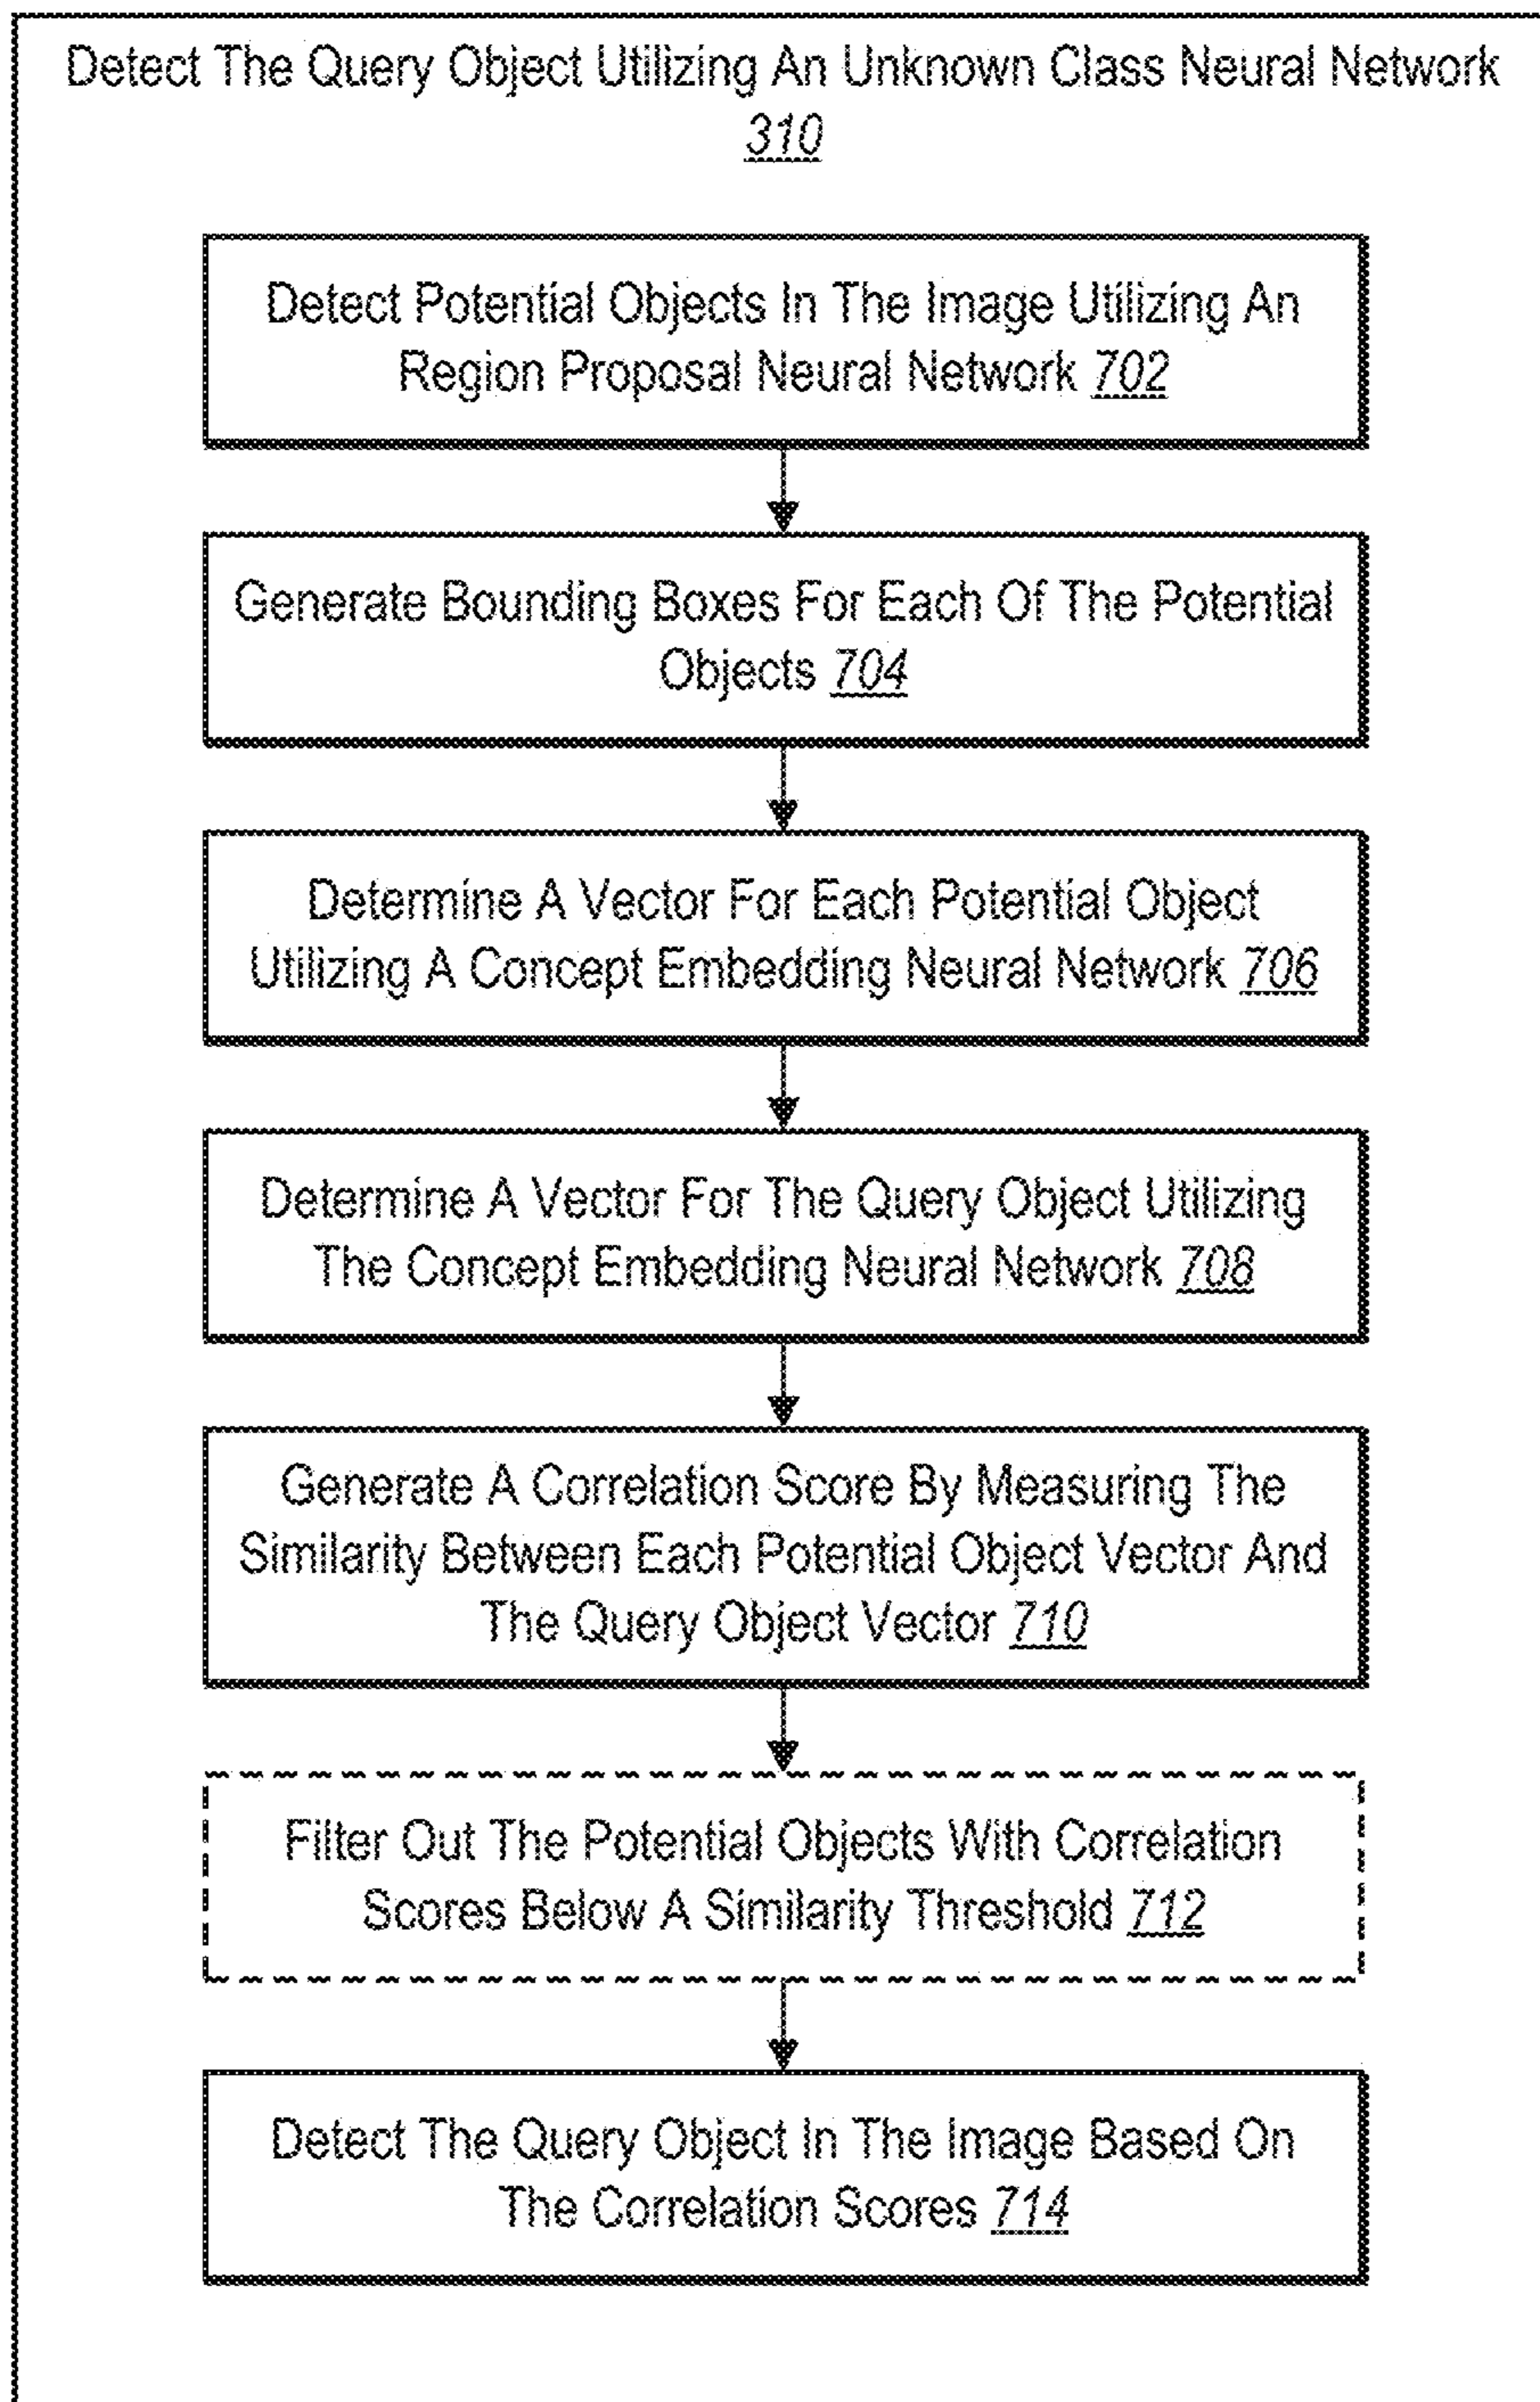 Detect The Query Object Utilizing An Unknown Class Neural Network
310
Detect Potential Objects In The Image Utilizing An
Region Proposal Neural Network 702
Generate Bounding Boxes For Each Of The Potential
Objects 704
Determine A Vector For Each Potential Object
Utilizing A Concept Embedding Neural Network 706
Determine A Vector For The Query Object Utilizing
The Concept Embedding Neural Network 708
Generate A Correlation Score By Measuring The
Similarity Between Each Potential Object Vector And
The Query Object Vector 710
Filter Out The Potential Objects With Correlation
Scores Below A Similarity Threshold 712
Detect The Query Object In The Image Based On
The Correlation Scores 714